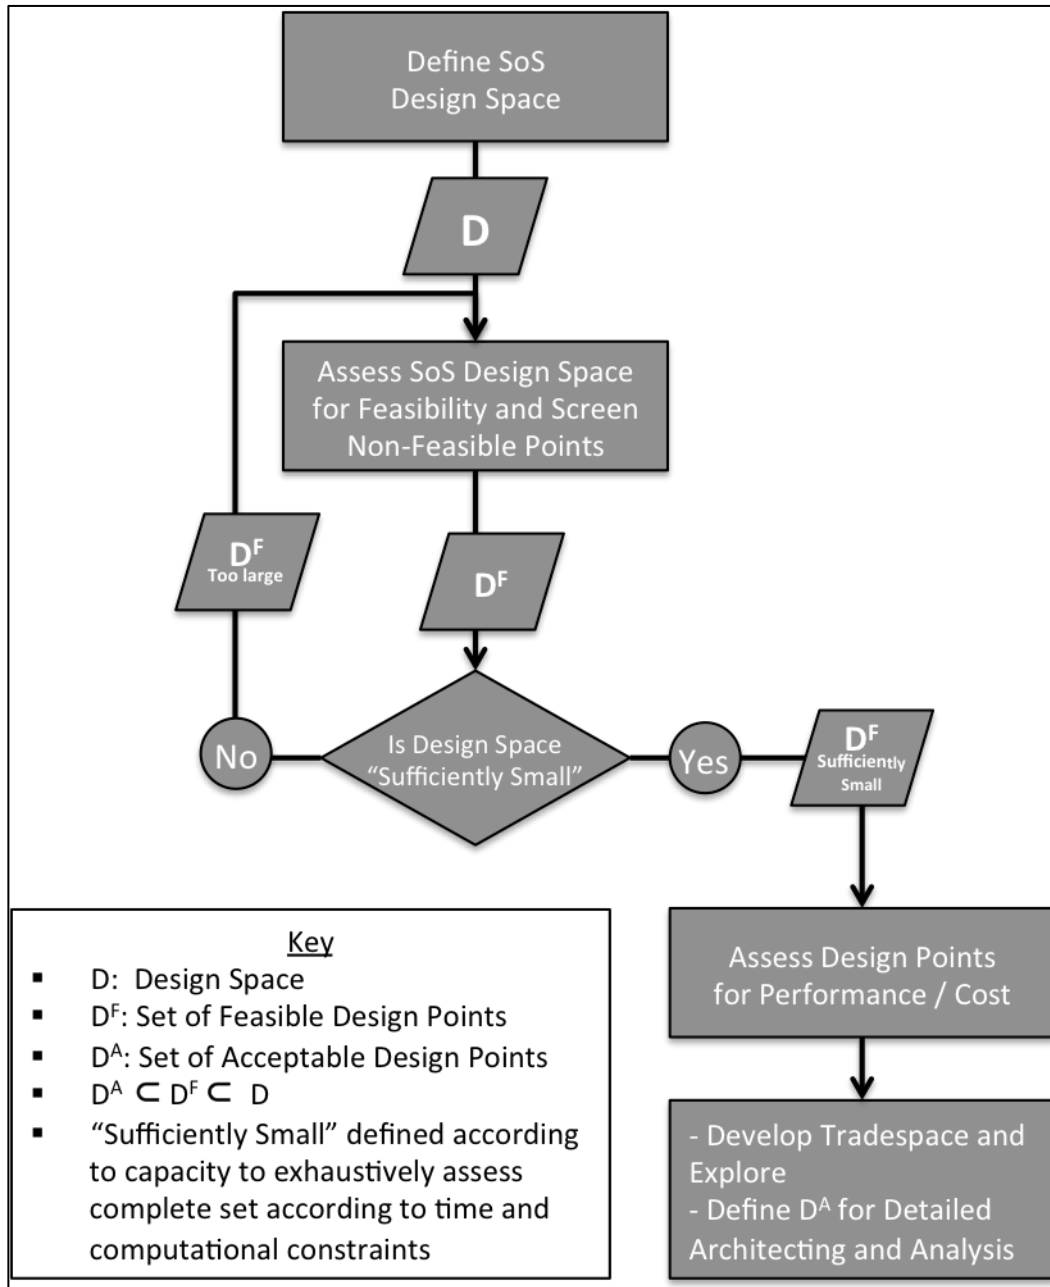 Define SoS
Design Space
D
Assess SoS Design Space
for Feasibility and Screen
Non-Feasible Points
Dᶠ
Too large
Dᶠ
Is Design Space
“Sufficiently Small”
No
Yes
Dᶠ
Sufficiently
Small
Assess Design Points
for Performance / Cost
- Develop Tradespace and
Explore
- Define Dᴬ for Detailed
Architecting and Analysis
Key
▪ D: Design Space
▪ Dᶠ: Set of Feasible Design Points
▪ Dᴬ: Set of Acceptable Design Points
▪ Dᴬ ⊂ Dᶠ ⊂ D
▪ “Sufficiently Small” defined according
to capacity to exhaustively assess
complete set according to time and
computational constraints